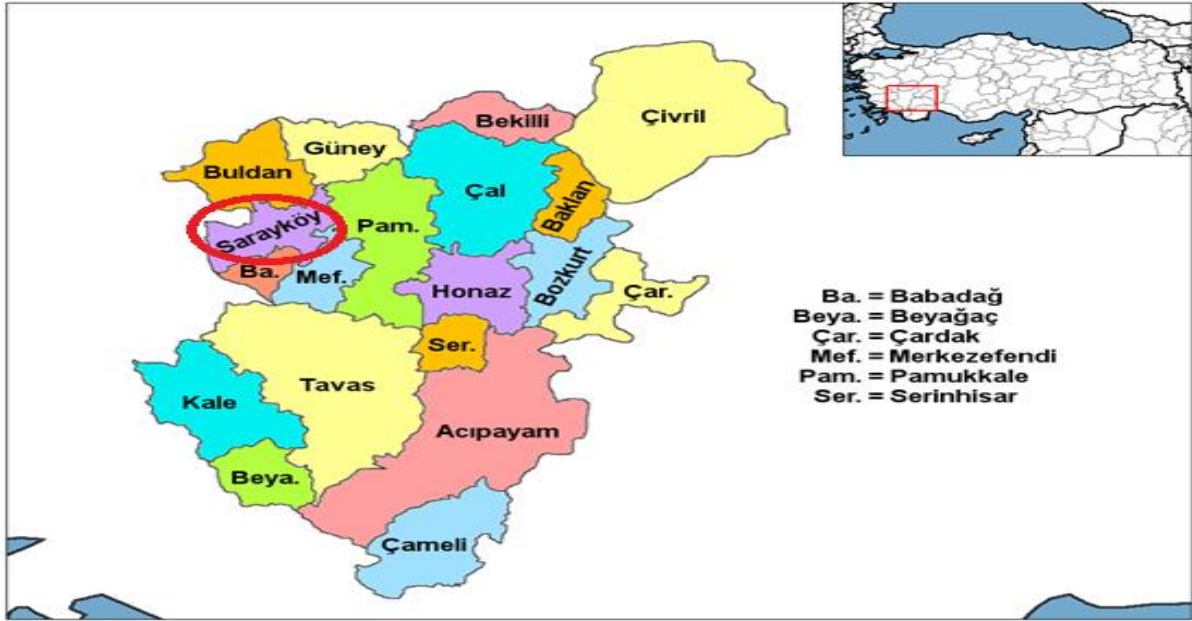 Çivril
Bekilli
Güney
Buldan
Çal
Baklan
Sarayköy
Pam.
Ba.
Mef.
Honaz
Bozkurt
Çar.
Ser.
Tavas
Kale
Acıpayam
Beya.
Çameli
Ba. = Babadağ
Beya. = Beyağaç
Çar. = Çardak
Mef. = Merkezefendi
Pam. = Pamukkale
Ser. = Serinhisar